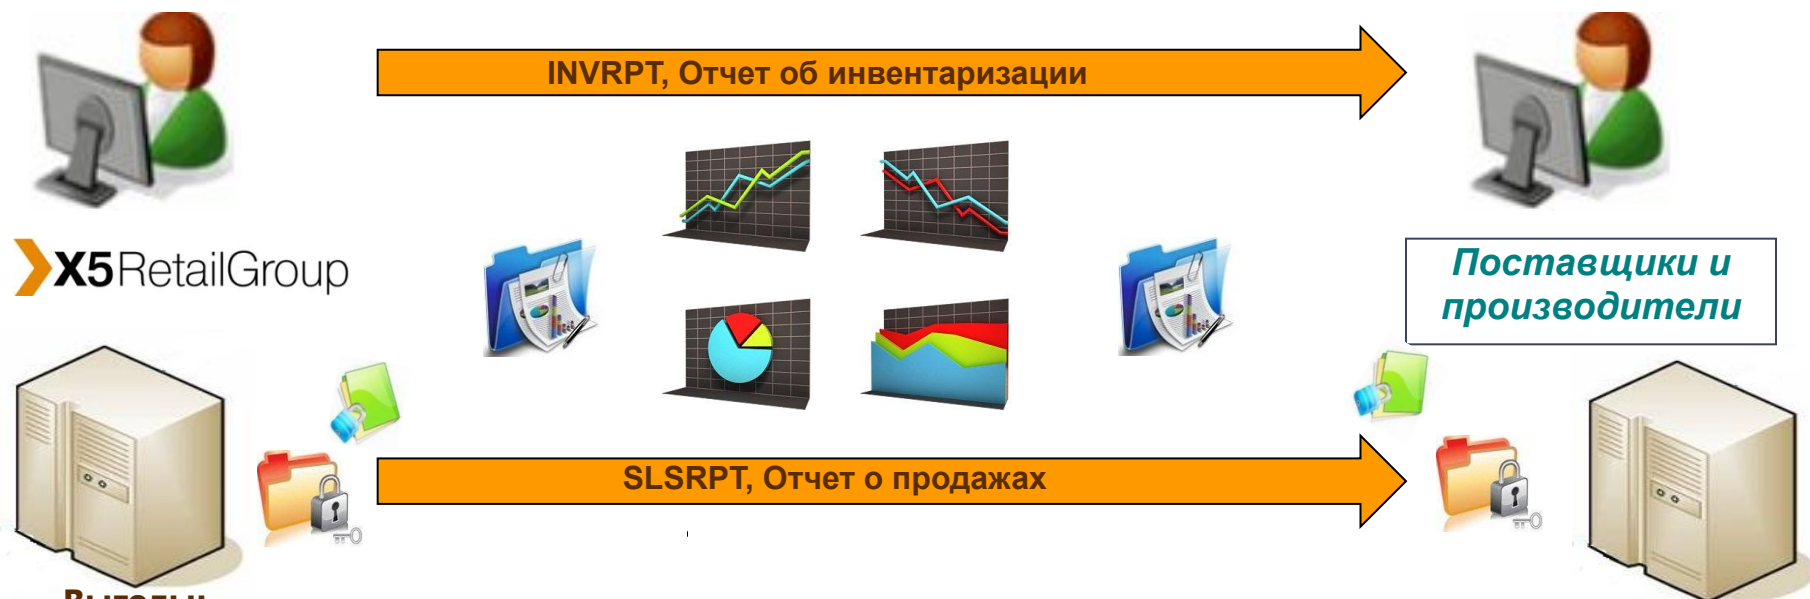 INVRPT, Отчет об инвентаризации
X5RetailGroup
Поставщики и
производители
SLSRPT, Отчет о продажах